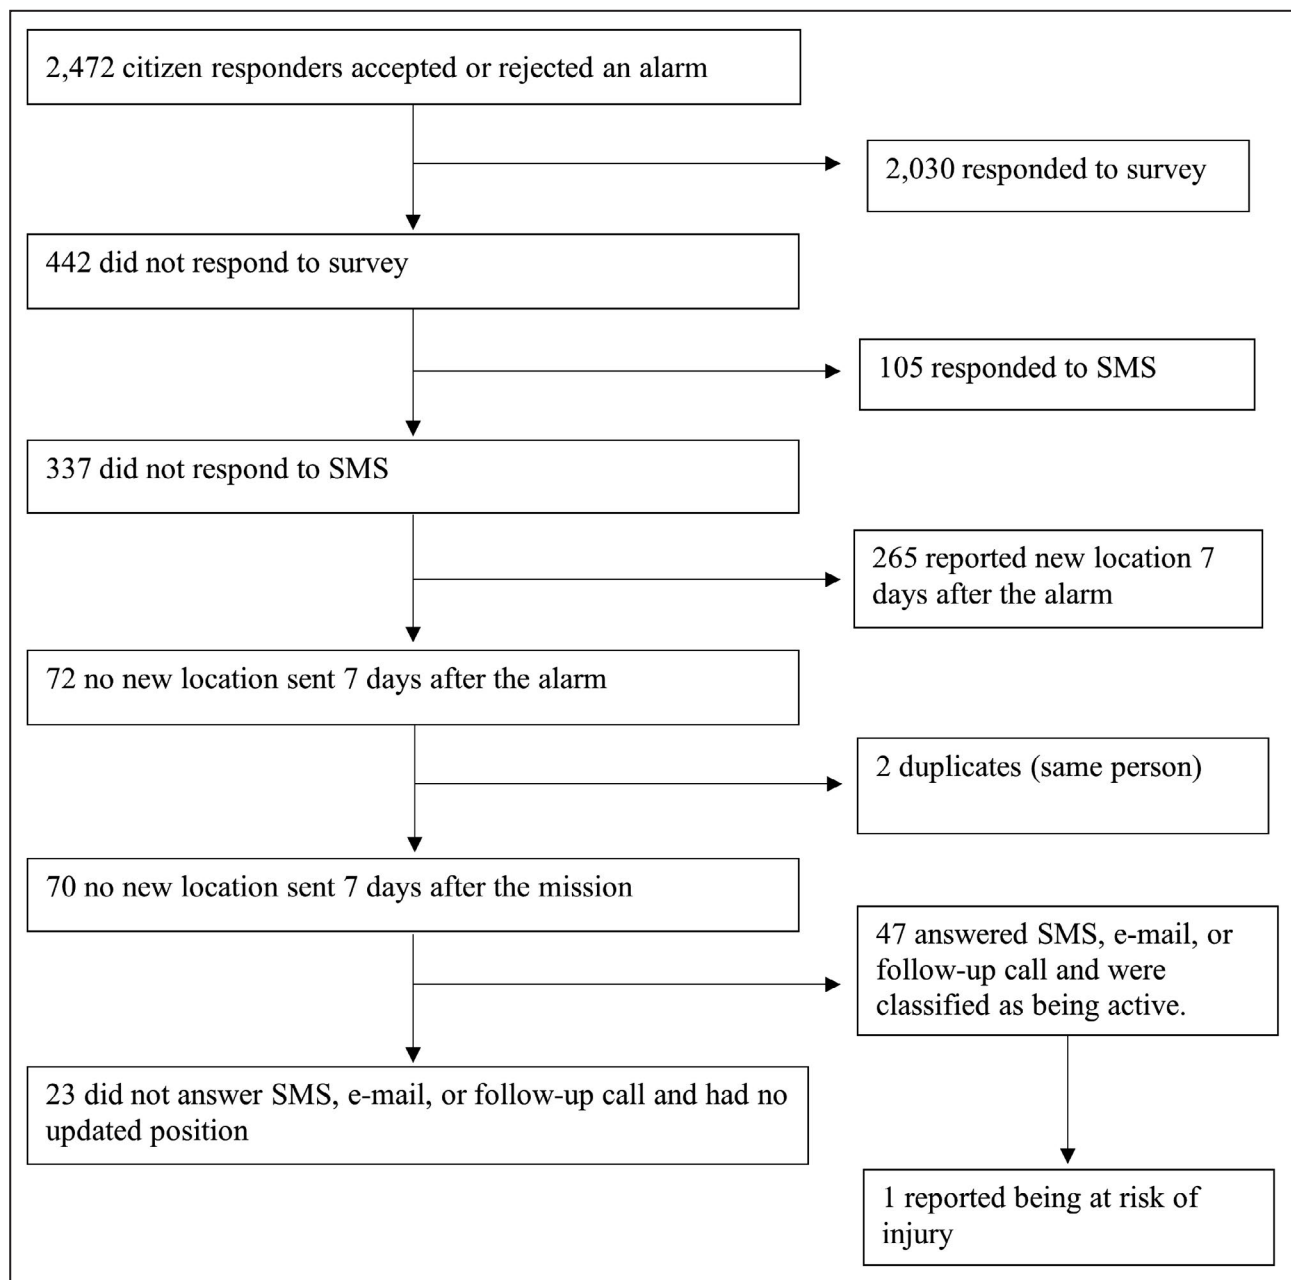 2,472 citizen responders accepted or rejected an alarm
2,030 responded to survey
442 did not respond to survey
105 responded to SMS
337 did not respond to SMS
265 reported new location 7
days after the alarm
72 no new location sent 7 days after the alarm
2 duplicates (same person)
70 no new location sent 7 days after the mission
47 answered SMS, e-mail, or
follow-up call and were
classified as being active.
23 did not answer SMS, e-mail, or follow-up call and had no
updated position
1 reported being at risk of
injury